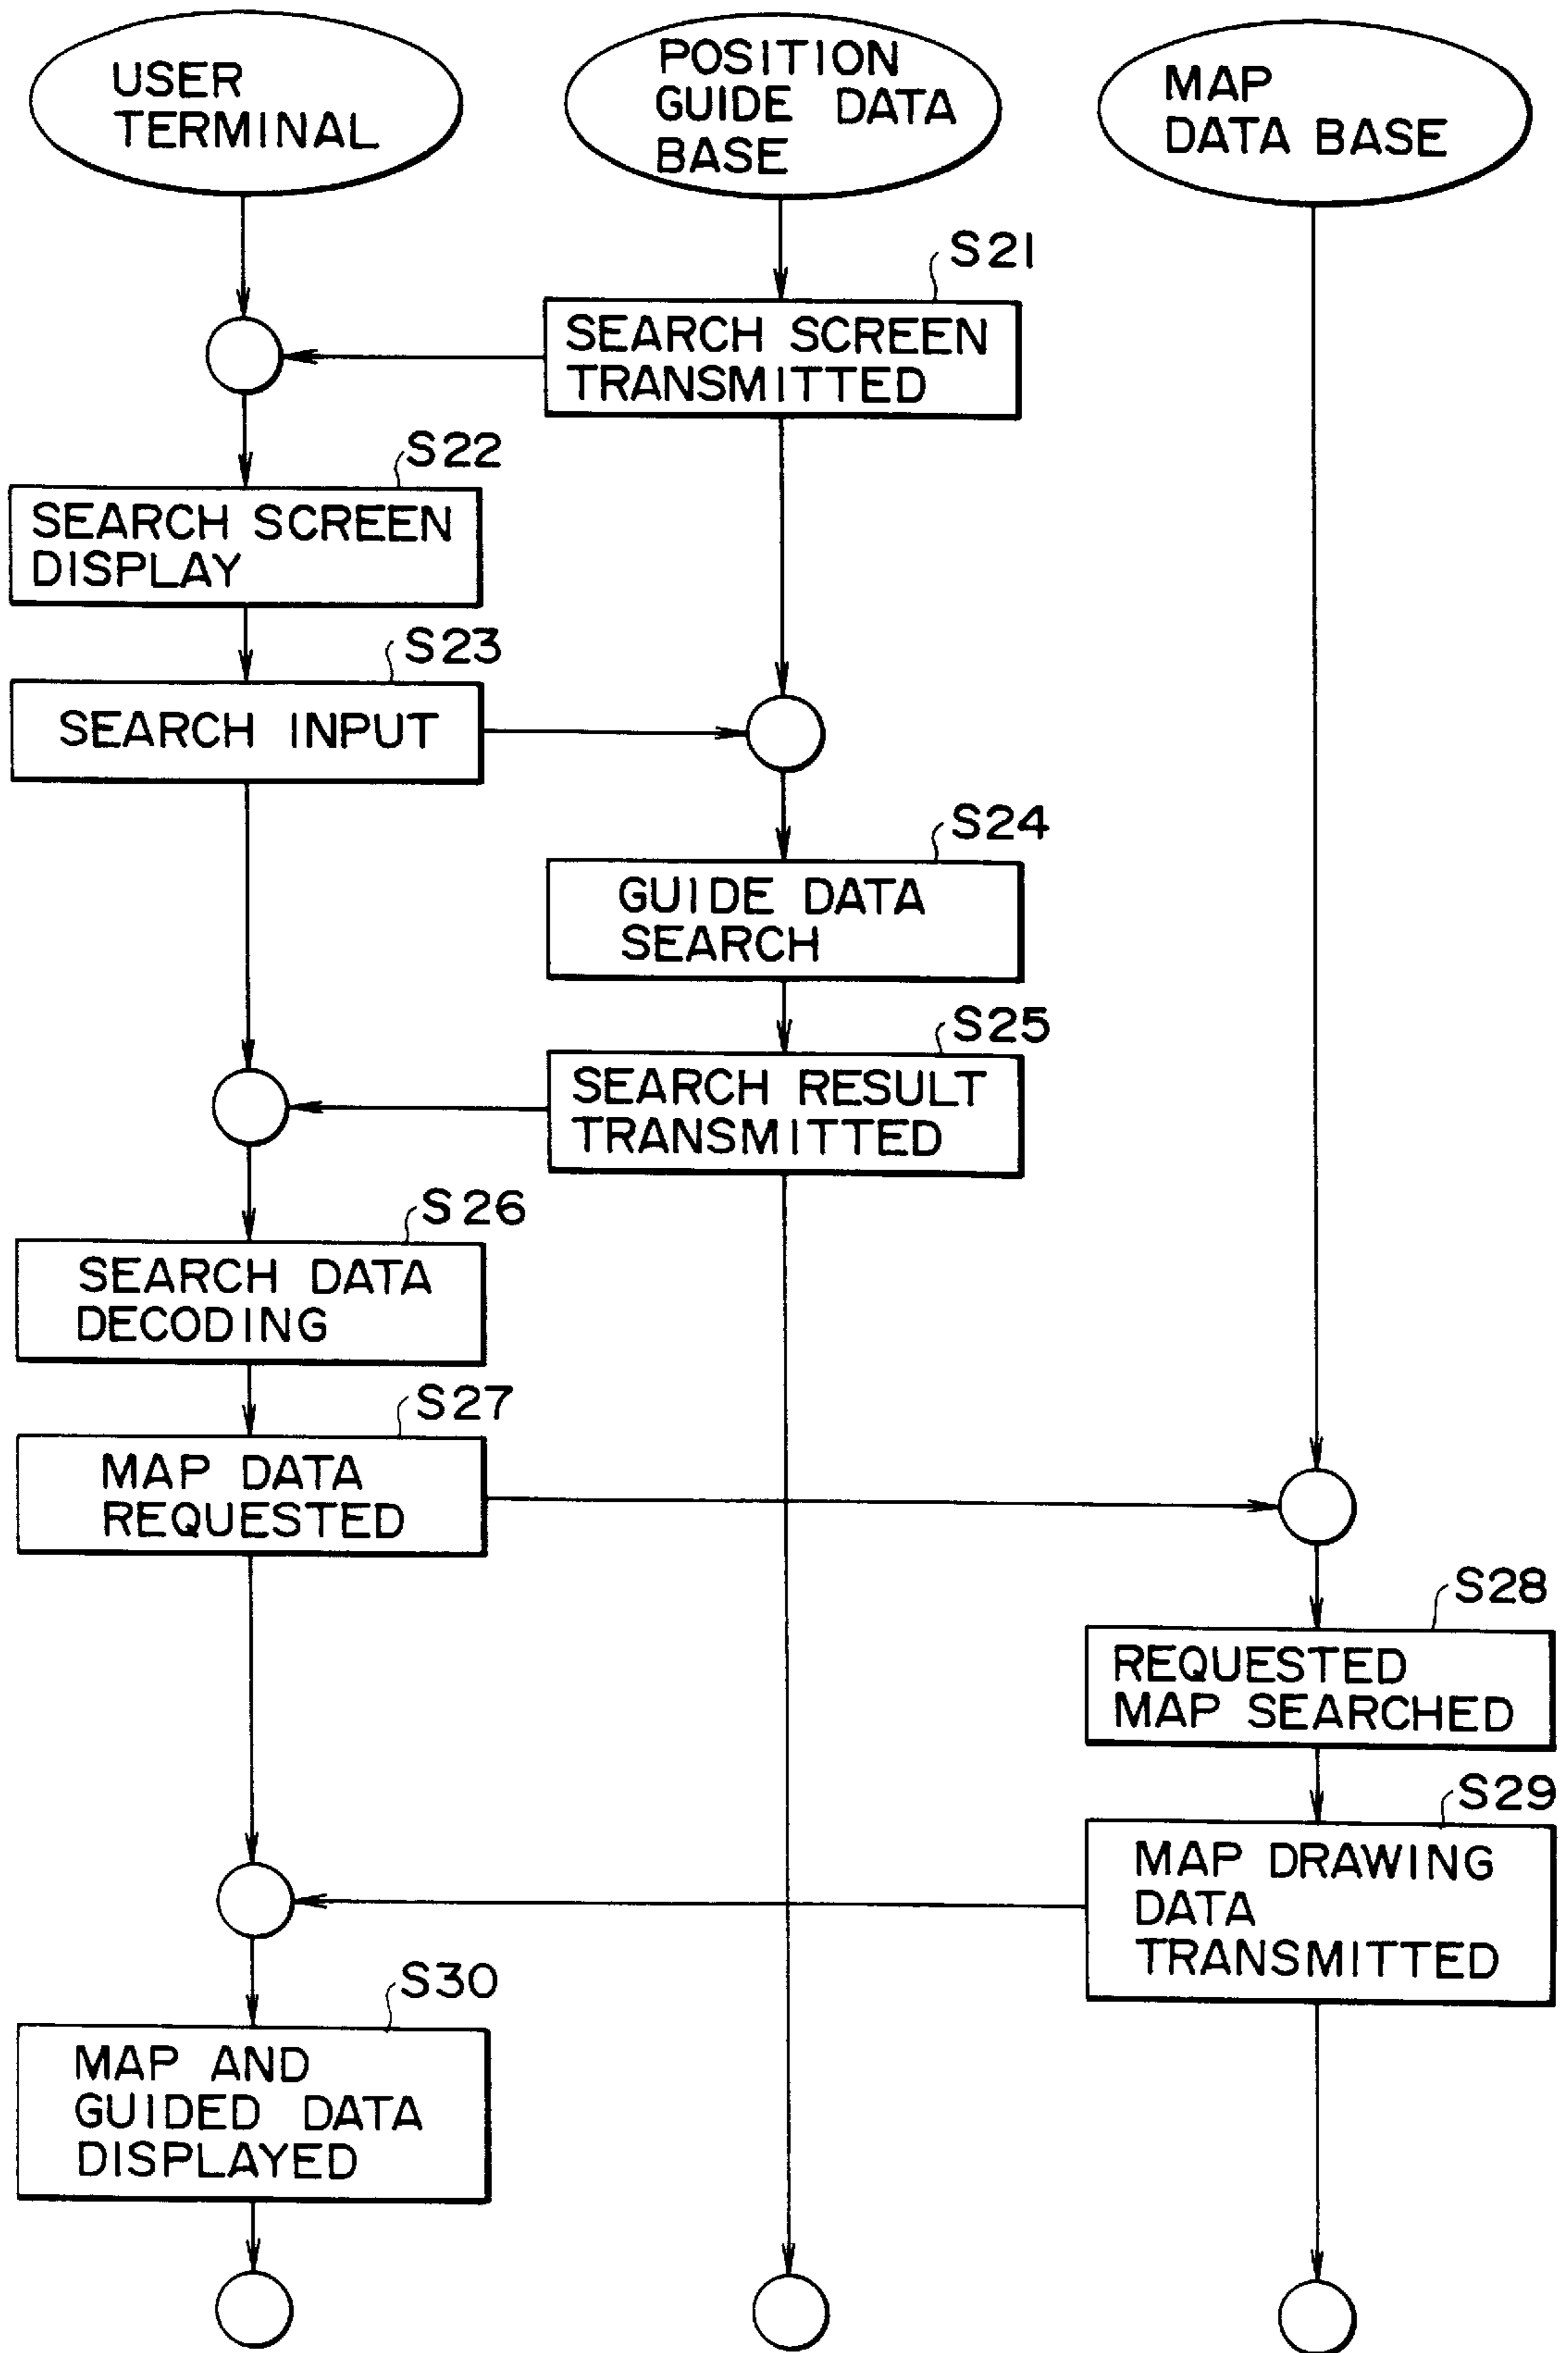 USER
TERMINAL
POSITION
GUIDE DATA
BASE
MAP
DATA BASE
S21
SEARCH SCREEN
TRANSMITTED
S22
SEARCH SCREEN
DISPLAY
S23
SEARCH INPUT
S24
GUIDE DATA
SEARCH
S25
SEARCH RESULT
TRANSMITTED
S26
SEARCH DATA
DECODING
S27
MAP DATA
REQUESTED
S28
REQUESTED
MAP SEARCHED
S29
MAP DRAWING
DATA
TRANSMITTED
S30
MAP AND
GUIDED DATA
DISPLAYED